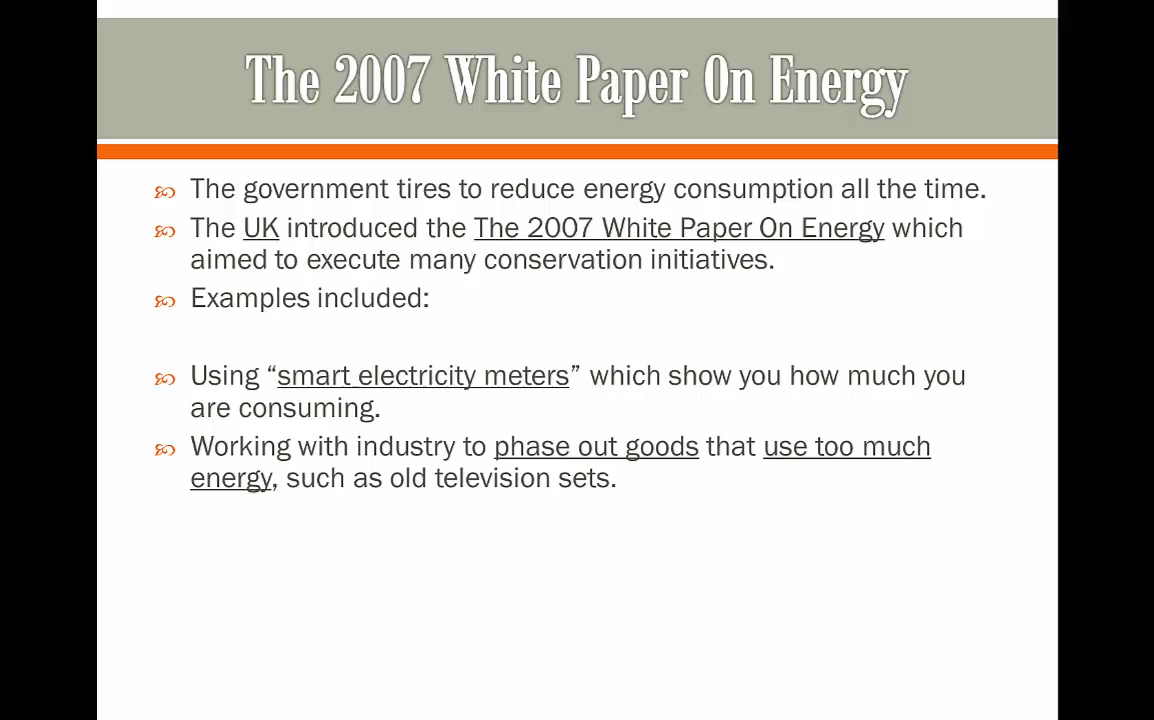 The 2007 White Paper On Energy
The government tires to reduce energy consumption all the time.
The UK introduced the The 2007 White Paper On Energy which
aimed to execute many conservation initiatives.
Examples included:
Using “smart electricity meters” which show you how much you
are consuming.
Working with industry to phase out goods that use too much
energy, such as old television sets.